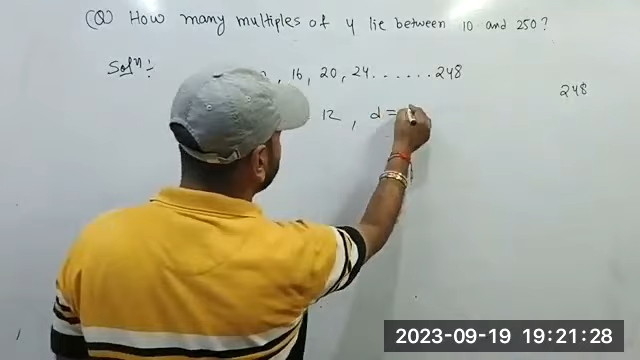 (Q) How many multiples of 4 lie between 10 and 250?
Solⁿ:- , 16, 20, 24......248
248
12, d =
2023-09-19 19:21:28